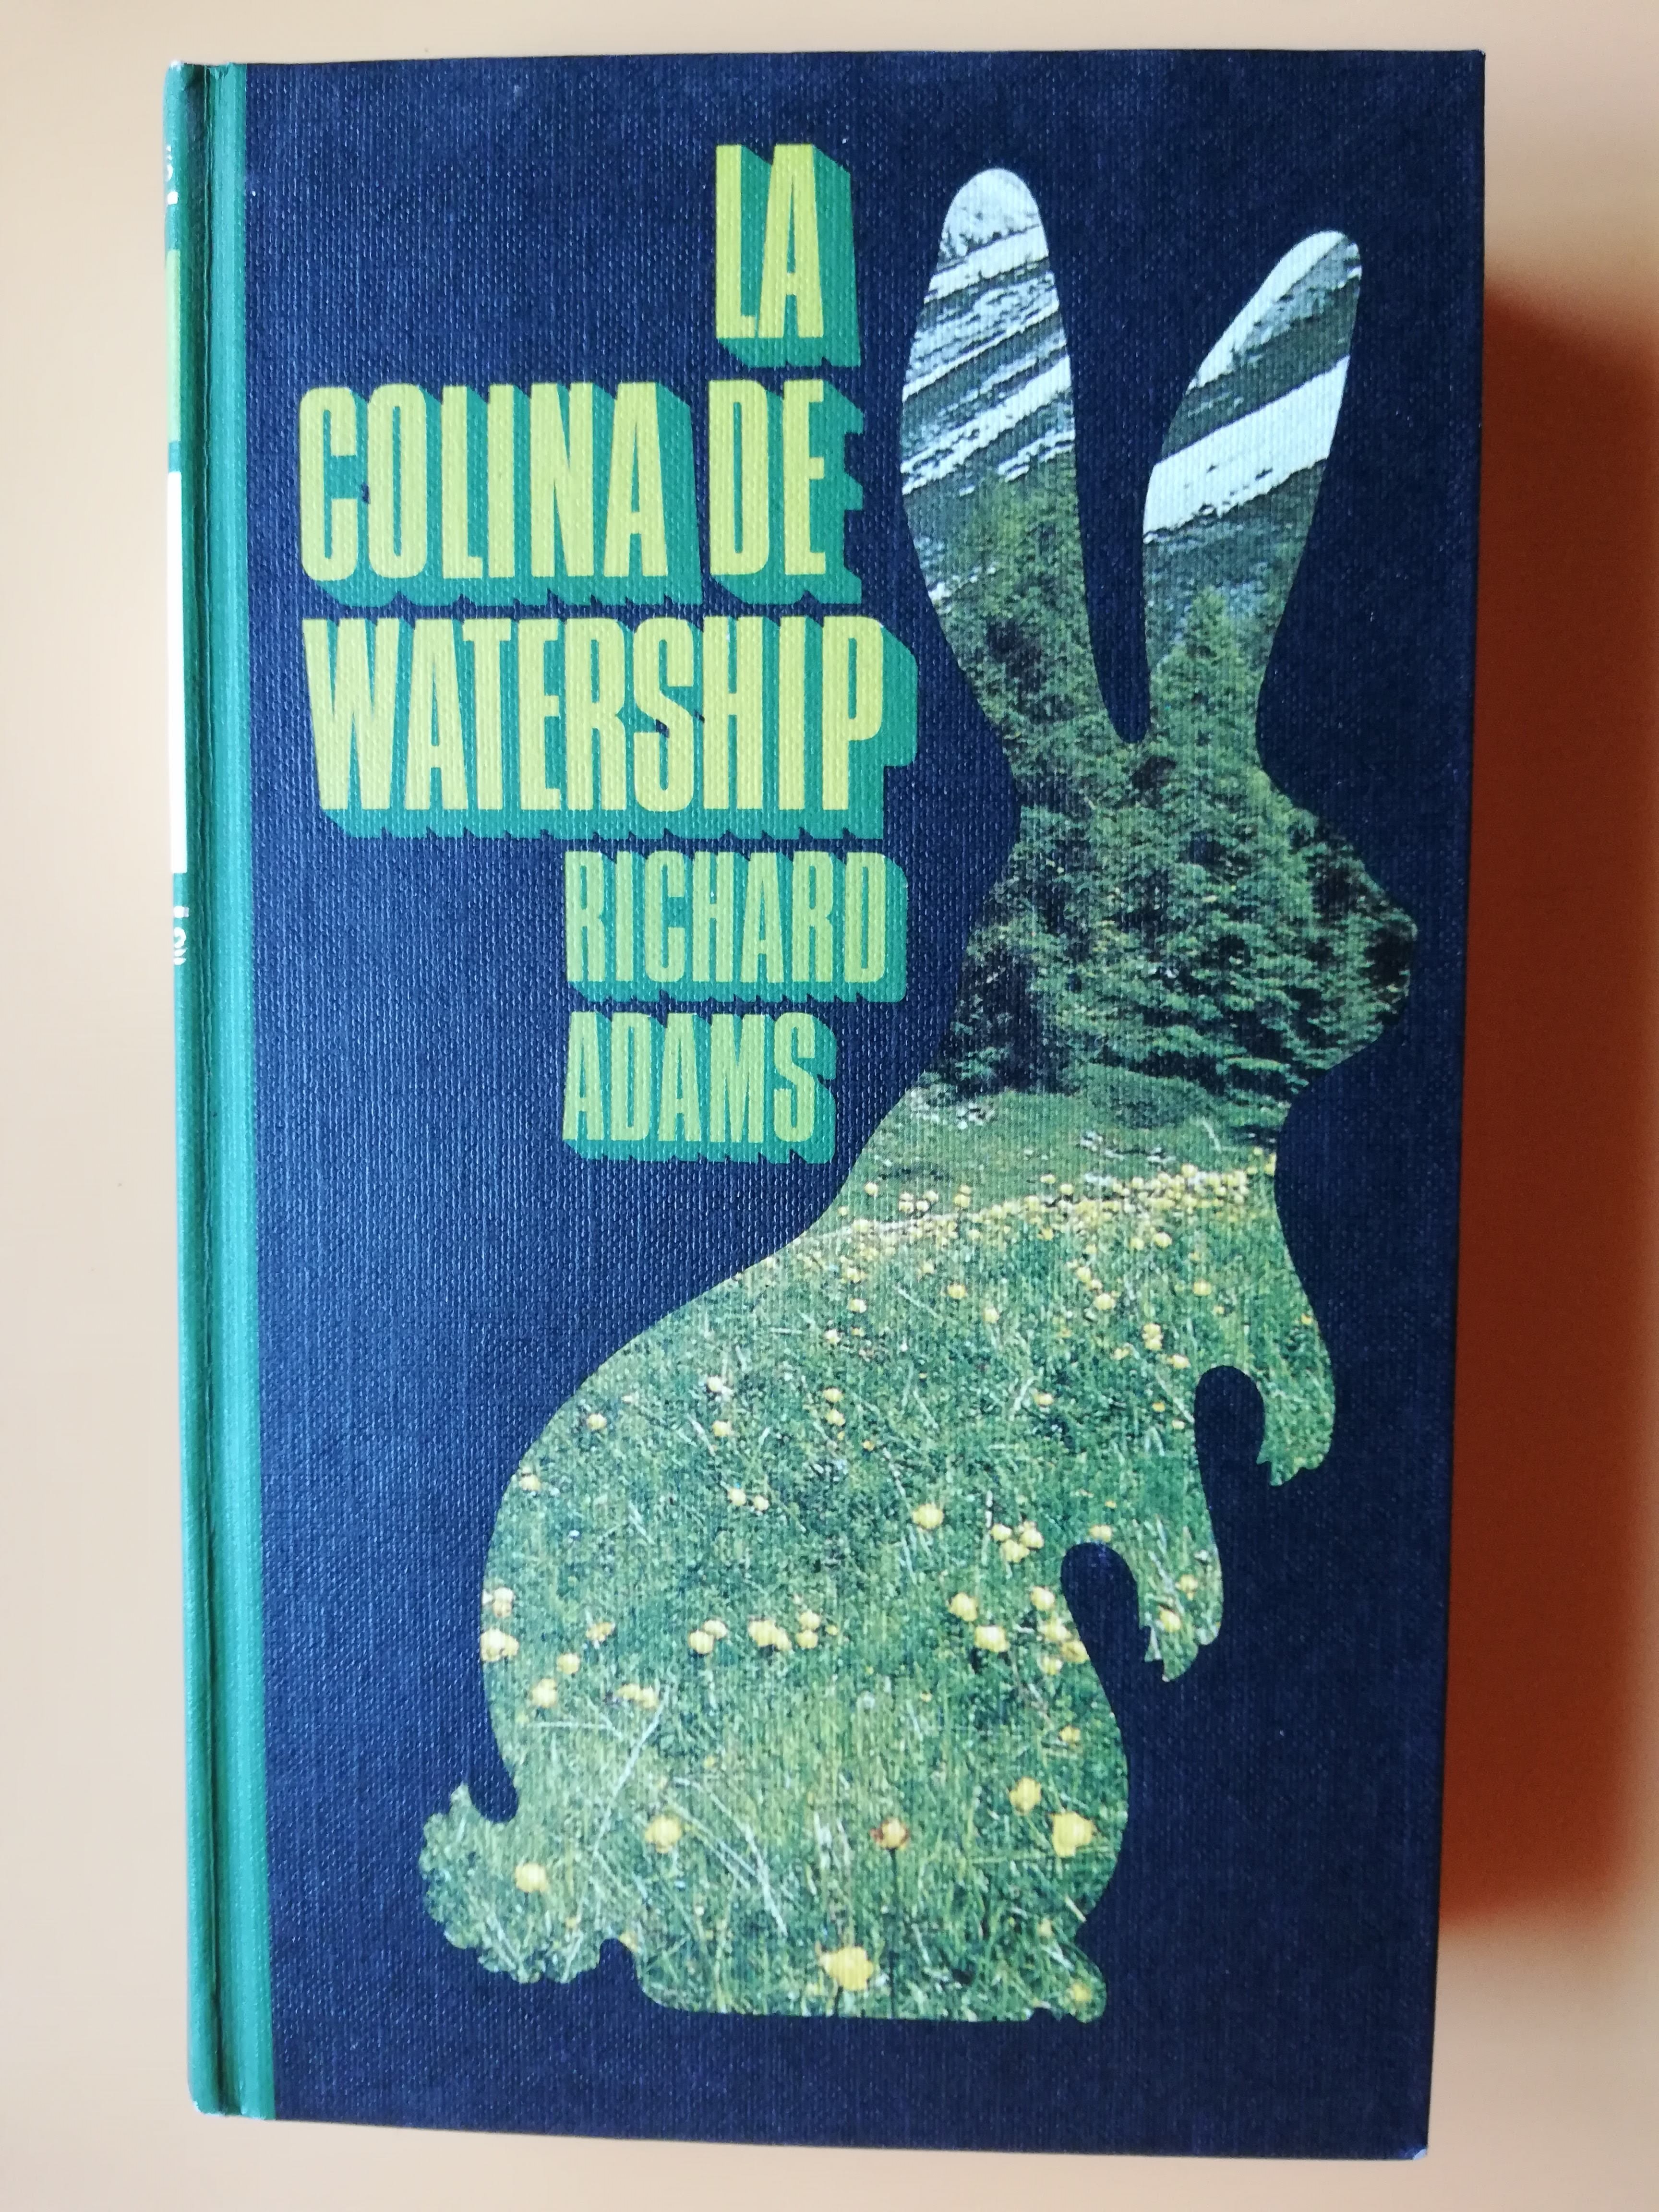 LA
COLINA DE
WATERSHIP
RICHARD
ADAMS